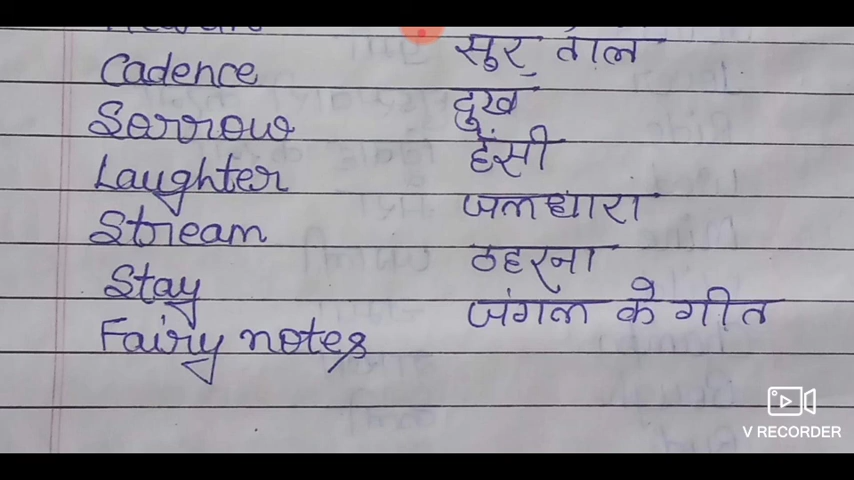 Cadence सुर, ताल
Sorrow दुख
Laughter हँसी
Stream जलधारा
Stay ठहरना
Fairy notes जंगल के गीत
V RECORDER